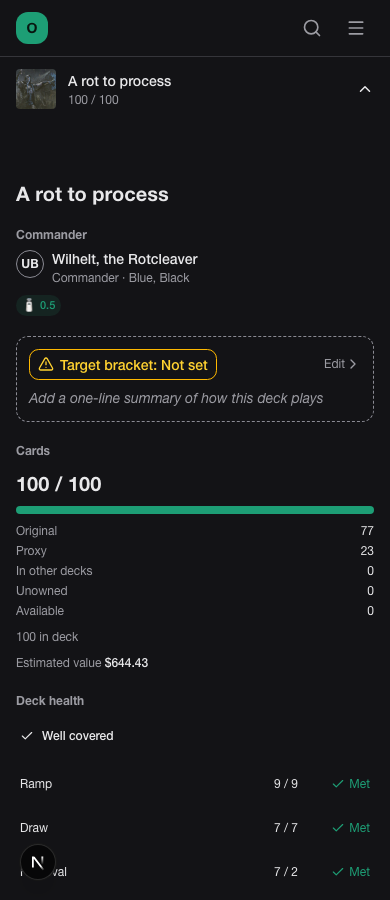 O
A rot to process
100 / 100
A rot to process
Commander
UB
Wilhelt, the Rotcleaver
Commander · Blue, Black
0.5
Target bracket: Not set
Edit
Add a one-line summary of how this deck plays
Cards
100 / 100
Original 77
Proxy 23
In other decks 0
Unowned 0
Available 0
100 in deck
Estimated value $644.43
Deck health
Well covered
Ramp 9 / 9 Met
Draw 7 / 7 Met
N
7 / 2 Met